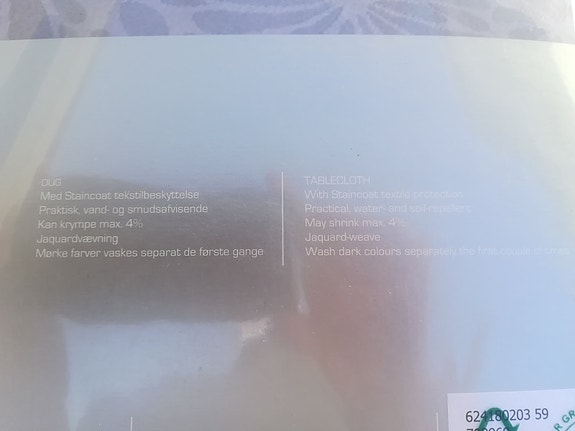 DUG
Med Staincoat tekstilbeskyttelse
Praktisk, vand- og smudsafvisende
Kan krympe max. 4%
Jaquardvævning
Mørke farver vaskes separat de første gange
TABLECLOTH
With Staincoat textile protection
Practical, water- and soil-repellent
May shrink max. 4%
Jaquard-weave
Wash dark colours separately the first couple of times
624180203 59